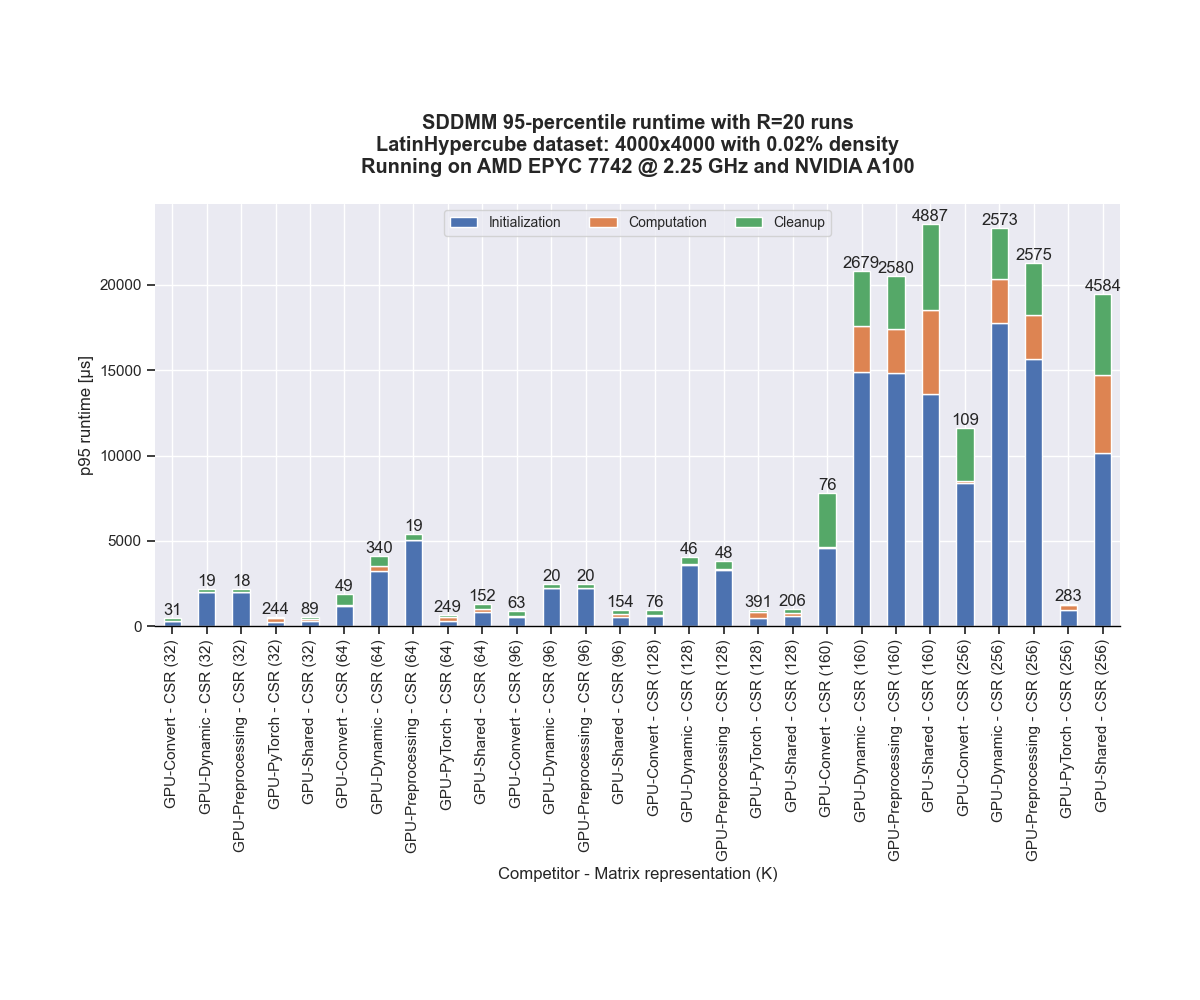 SDDMM 95-percentile runtime with R=20 runs
LatinHypercube dataset: 4000x4000 with 0.02% density
Running on AMD EPYC 7742 @ 2.25 GHz and NVIDIA A100
Initialization Computation Cleanup
p95 runtime [µs]
20000
15000
10000
5000
0
31
19
18
244
89
49
340
19
249
152
63
20
20
154
76
46
48
391
206
76
2679
2580
4887
109
2573
2575
283
4584
GPU-Convert - CSR (32)
GPU-Dynamic - CSR (32)
GPU-Preprocessing - CSR (32)
GPU-PyTorch - CSR (32)
GPU-Shared - CSR (32)
GPU-Convert - CSR (64)
GPU-Dynamic - CSR (64)
GPU-Preprocessing - CSR (64)
GPU-PyTorch - CSR (64)
GPU-Shared - CSR (64)
GPU-Convert - CSR (96)
GPU-Dynamic - CSR (96)
GPU-Preprocessing - CSR (96)
GPU-Shared - CSR (96)
GPU-Convert - CSR (128)
GPU-Dynamic - CSR (128)
GPU-Preprocessing - CSR (128)
GPU-PyTorch - CSR (128)
GPU-Shared - CSR (128)
GPU-Convert - CSR (160)
GPU-Dynamic - CSR (160)
GPU-Preprocessing - CSR (160)
GPU-Shared - CSR (160)
GPU-Convert - CSR (256)
GPU-Dynamic - CSR (256)
GPU-Preprocessing - CSR (256)
GPU-PyTorch - CSR (256)
GPU-Shared - CSR (256)
Competitor - Matrix representation (K)